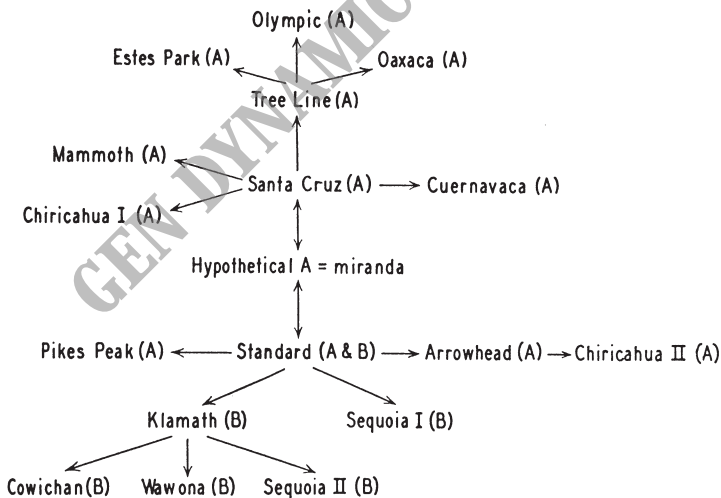 Olympic (A)
Estes Park (A) Oaxaca (A)
Tree Line (A)
Mammoth (A)
Santa Cruz (A) Cuernavaca (A)
Chiricahua I (A)
Hypothetical A = miranda
Pikes Peak (A) Standard (A & B) Arrowhead (A) Chiricahua II (A)
Klamath (B) Sequoia I (B)
Cowichan (B) Wawona (B) Sequoia II (B)
GEN DYNAMIC